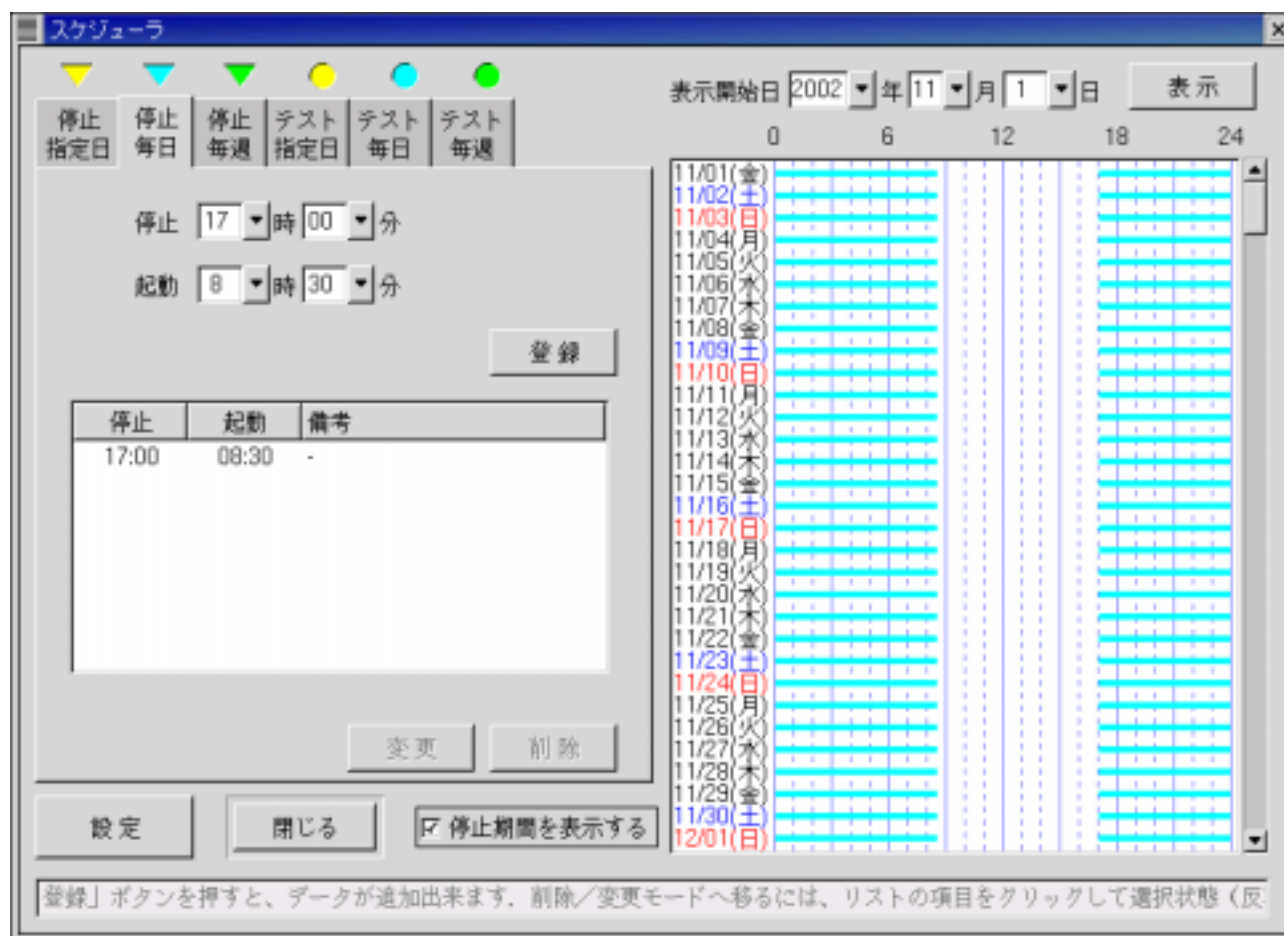 スケジューラ
停止
指定日
停止
毎日
停止
毎週
テスト
指定日
テスト
毎日
テスト
毎週
停止 17 時 00 分
起動 8 時 30 分
登録
停止 起動 備考
17:00 08:30 -
変更 削除
設定 閉じる 停止期間を表示する
表示開始日 2002 年 11 月 1 日 表示
0 6 12 18 24
11/01(金)
11/02(土)
11/03(日)
11/04(月)
11/05(火)
11/06(水)
11/07(木)
11/08(金)
11/09(土)
11/10(日)
11/11(月)
11/12(火)
11/13(水)
11/14(木)
11/15(金)
11/16(土)
11/17(日)
11/18(月)
11/19(火)
11/20(水)
11/21(木)
11/22(金)
11/23(土)
11/24(日)
11/25(月)
11/26(火)
11/27(水)
11/28(木)
11/29(金)
11/30(土)
12/01(日)
登録」ボタンを押すと、データが追加出来ます. 削除／変更モードへ移るには、リストの項目をクリックして選択状態（反